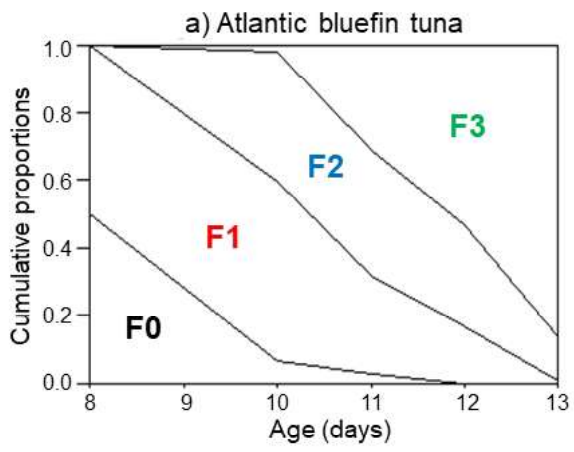 a) Atlantic bluefin tuna
Cumulative proportions
1.0
0.8
0.6
0.4
0.2
0.0
F3
F2
F1
F0
8 9 10 11 12 13
Age (days)